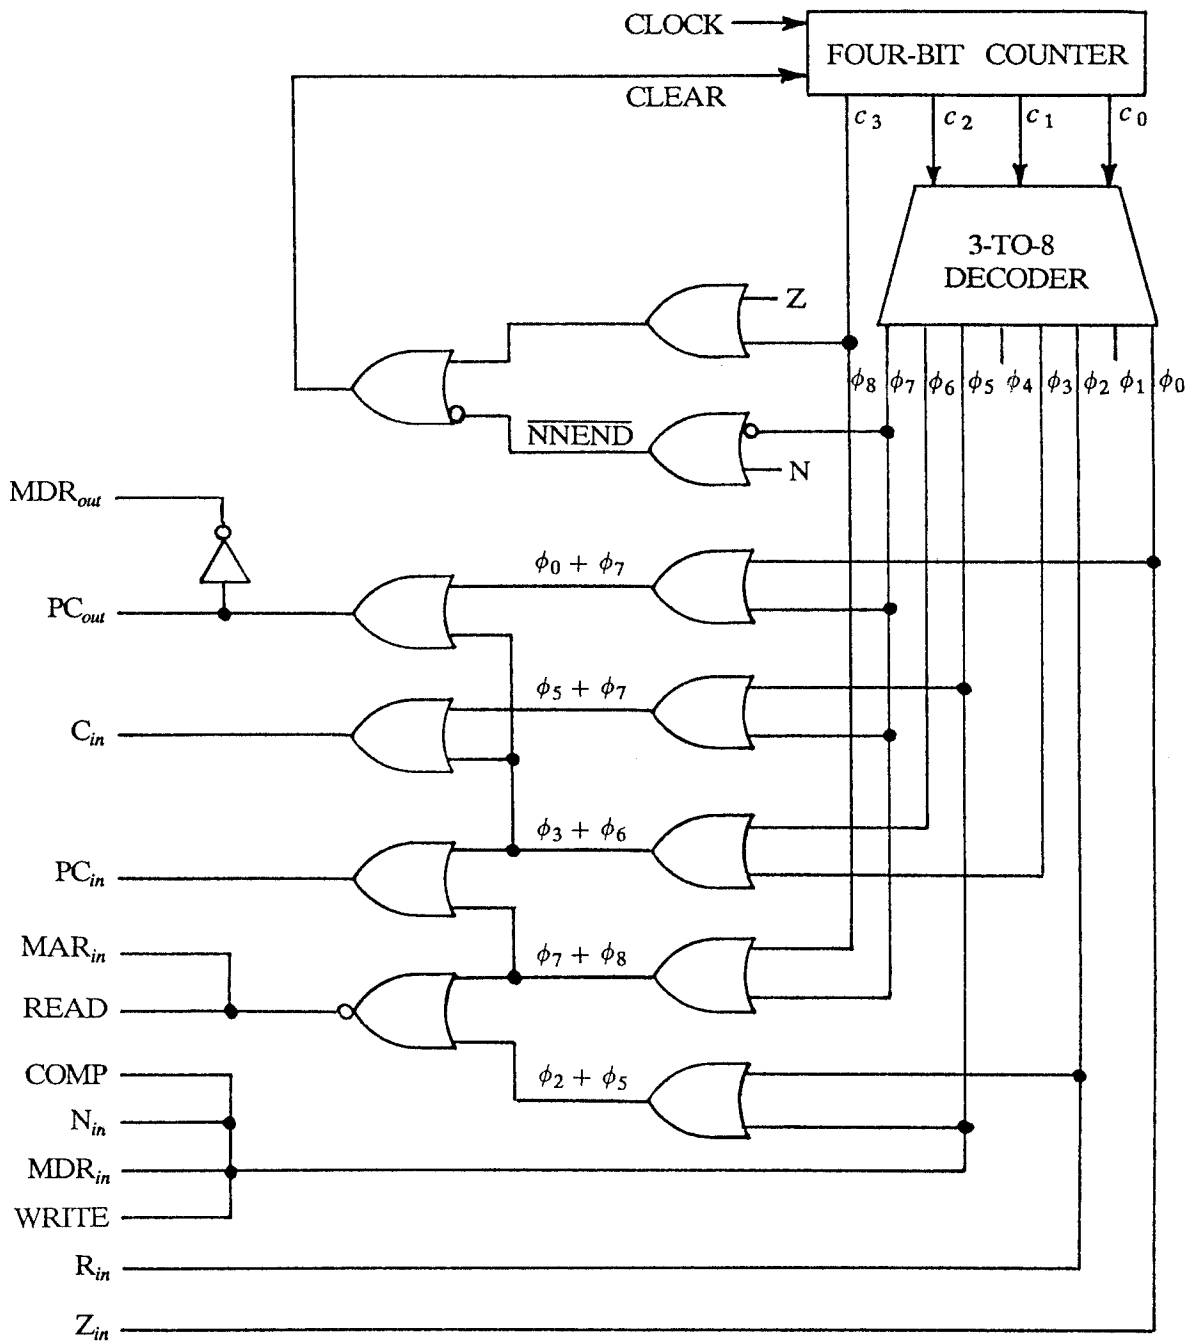 CLOCK
FOUR-BIT COUNTER
CLEAR
c₃ c₂ c₁ c₀
3-TO-8
DECODER
Z
ϕ₈ ϕ₇ ϕ₆ ϕ₅ ϕ₄ ϕ₃ ϕ₂ ϕ₁ ϕ₀
N̅N̅E̅N̅D̅
N
MDRout
ϕ₀ + ϕ₇
PCout
ϕ₅ + ϕ₇
Cin
ϕ₃ + ϕ₆
PCin
MARin
ϕ₇ + ϕ₈
READ
COMP
ϕ₂ + ϕ₅
Nin
MDRin
WRITE
Rin
Zin